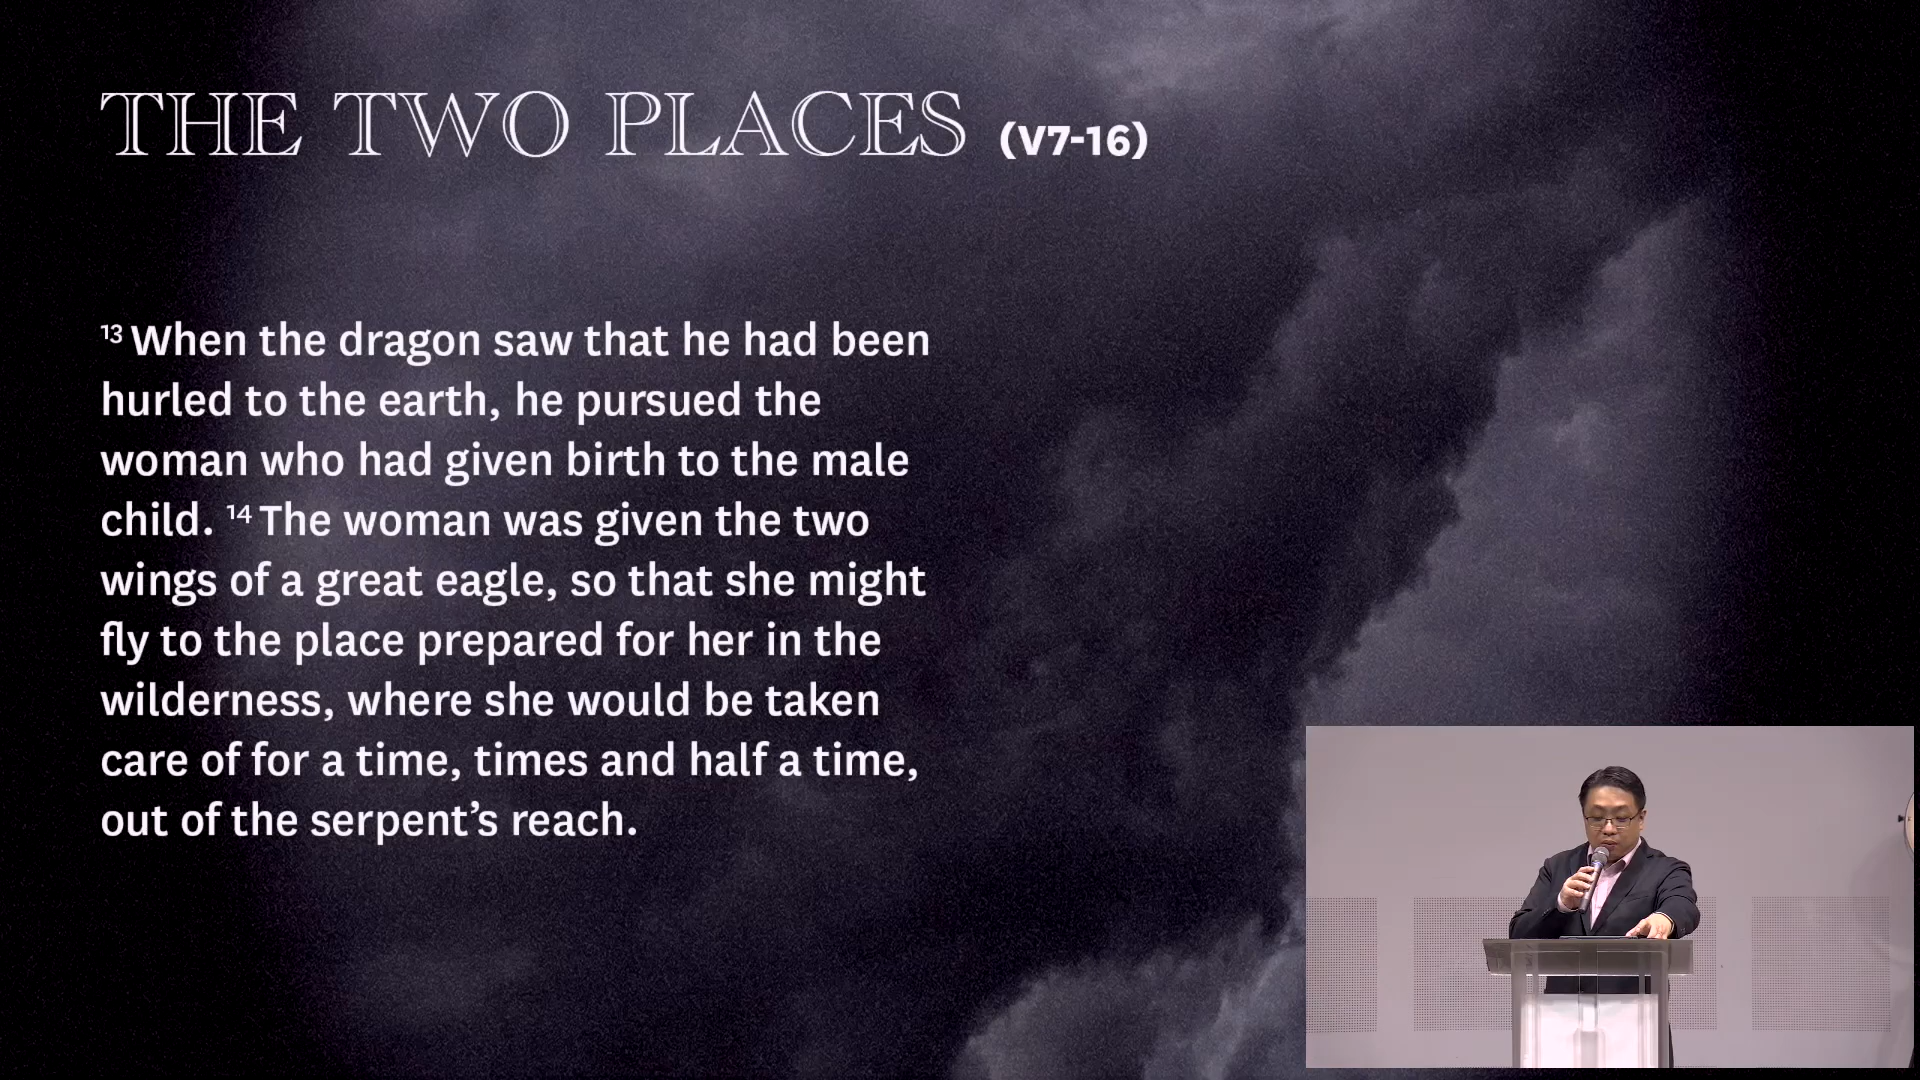 THE TWO PLACES (V7-16)
¹³ When the dragon saw that he had been
hurled to the earth, he pursued the
woman who had given birth to the male
child. ¹⁴ The woman was given the two
wings of a great eagle, so that she might
fly to the place prepared for her in the
wilderness, where she would be taken
care of for a time, times and half a time,
out of the serpent’s reach.